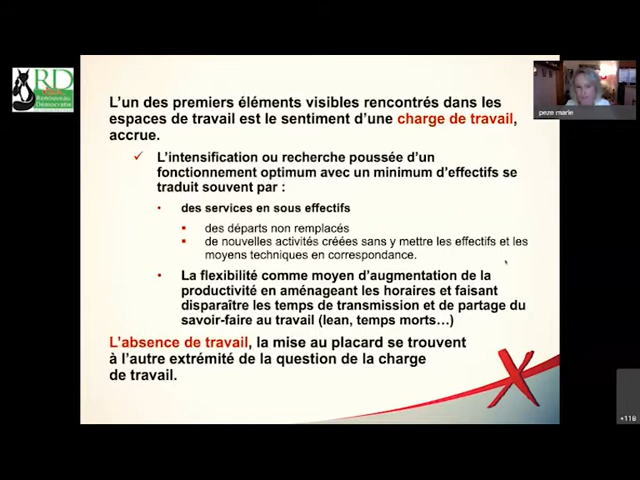 RD
RENOUVEAU
DÉMOCRATIE
L'un des premiers éléments visibles rencontrés dans les
espaces de travail est le sentiment d'une charge de travail,
accrue.
L'intensification ou recherche poussée d'un
fonctionnement optimum avec un minimum d'effectifs se
traduit souvent par :
des services en sous effectifs
des départs non remplacés
de nouvelles activités créées sans y mettre les effectifs et les
moyens techniques en correspondance.
La flexibilité comme moyen d'augmentation de la
productivité en aménageant les horaires et faisant
disparaître les temps de transmission et de partage du
savoir-faire au travail (lean, temps morts…)
L'absence de travail, la mise au placard se trouvent
à l'autre extrémité de la question de la charge
de travail.
peze marie
+118